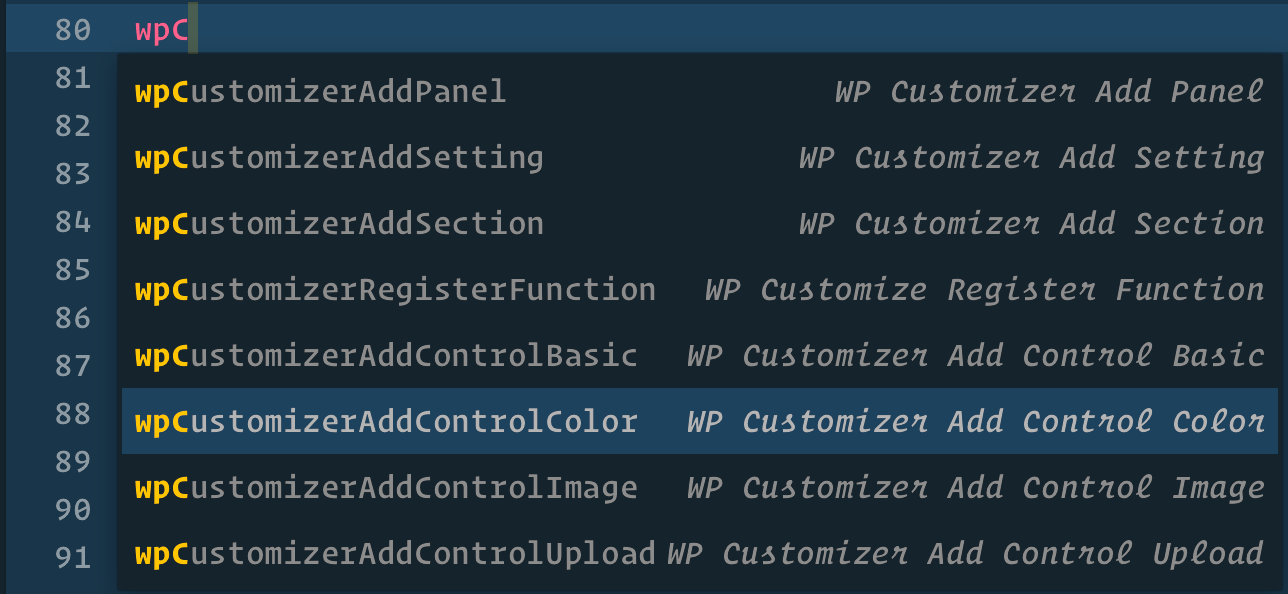 80 wpC
81 wpCustomizerAddPanel WP Customizer Add Panel
82 wpCustomizerAddSetting WP Customizer Add Setting
83
84 wpCustomizerAddSection WP Customizer Add Section
85 wpCustomizerRegisterFunction WP Customize Register Function
86
87 wpCustomizerAddControlBasic WP Customizer Add Control Basic
88 wpCustomizerAddControlColor WP Customizer Add Control Color
89 wpCustomizerAddControlImage WP Customizer Add Control Image
90
91 wpCustomizerAddControlUpload WP Customizer Add Control Upload